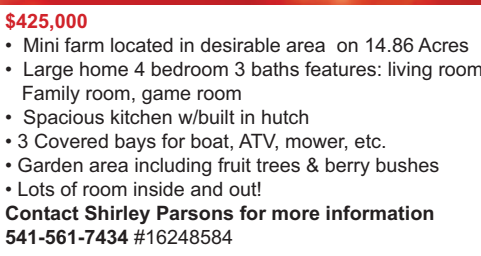 $425,000
• Mini farm located in desirable area on 14.86 Acres
• Large home 4 bedroom 3 baths features: living room
Family room, game room
• Spacious kitchen w/built in hutch
• 3 Covered bays for boat, ATV, mower, etc.
• Garden area including fruit trees & berry bushes
• Lots of room inside and out!
Contact Shirley Parsons for more information
541-561-7434 #16248584